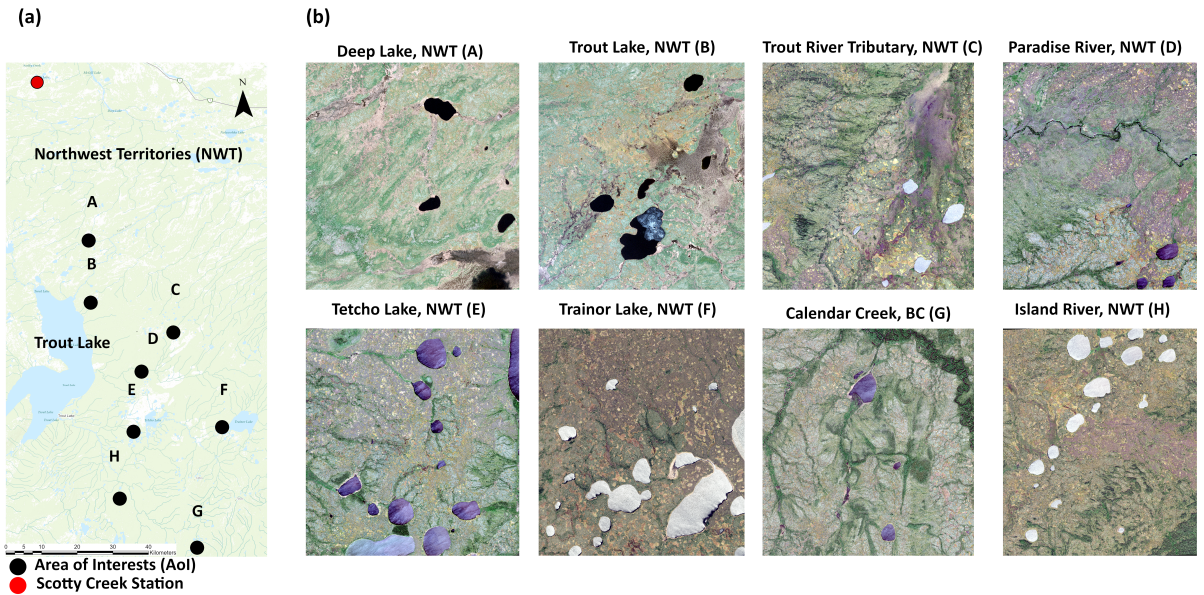 (a)
(b)
Deep Lake, NWT (A)
Trout Lake, NWT (B)
Trout River Tributary, NWT (C)
Paradise River, NWT (D)
N
Northwest Territories (NWT)
A
B
C
Trout Lake
D
E
F
H
G
Trout Lake
0 5 10 20 30 40
Kilometers
Tetcho Lake, NWT (E)
Trainor Lake, NWT (F)
Calendar Creek, BC (G)
Island River, NWT (H)
Area of Interests (AoI)
Scotty Creek Station